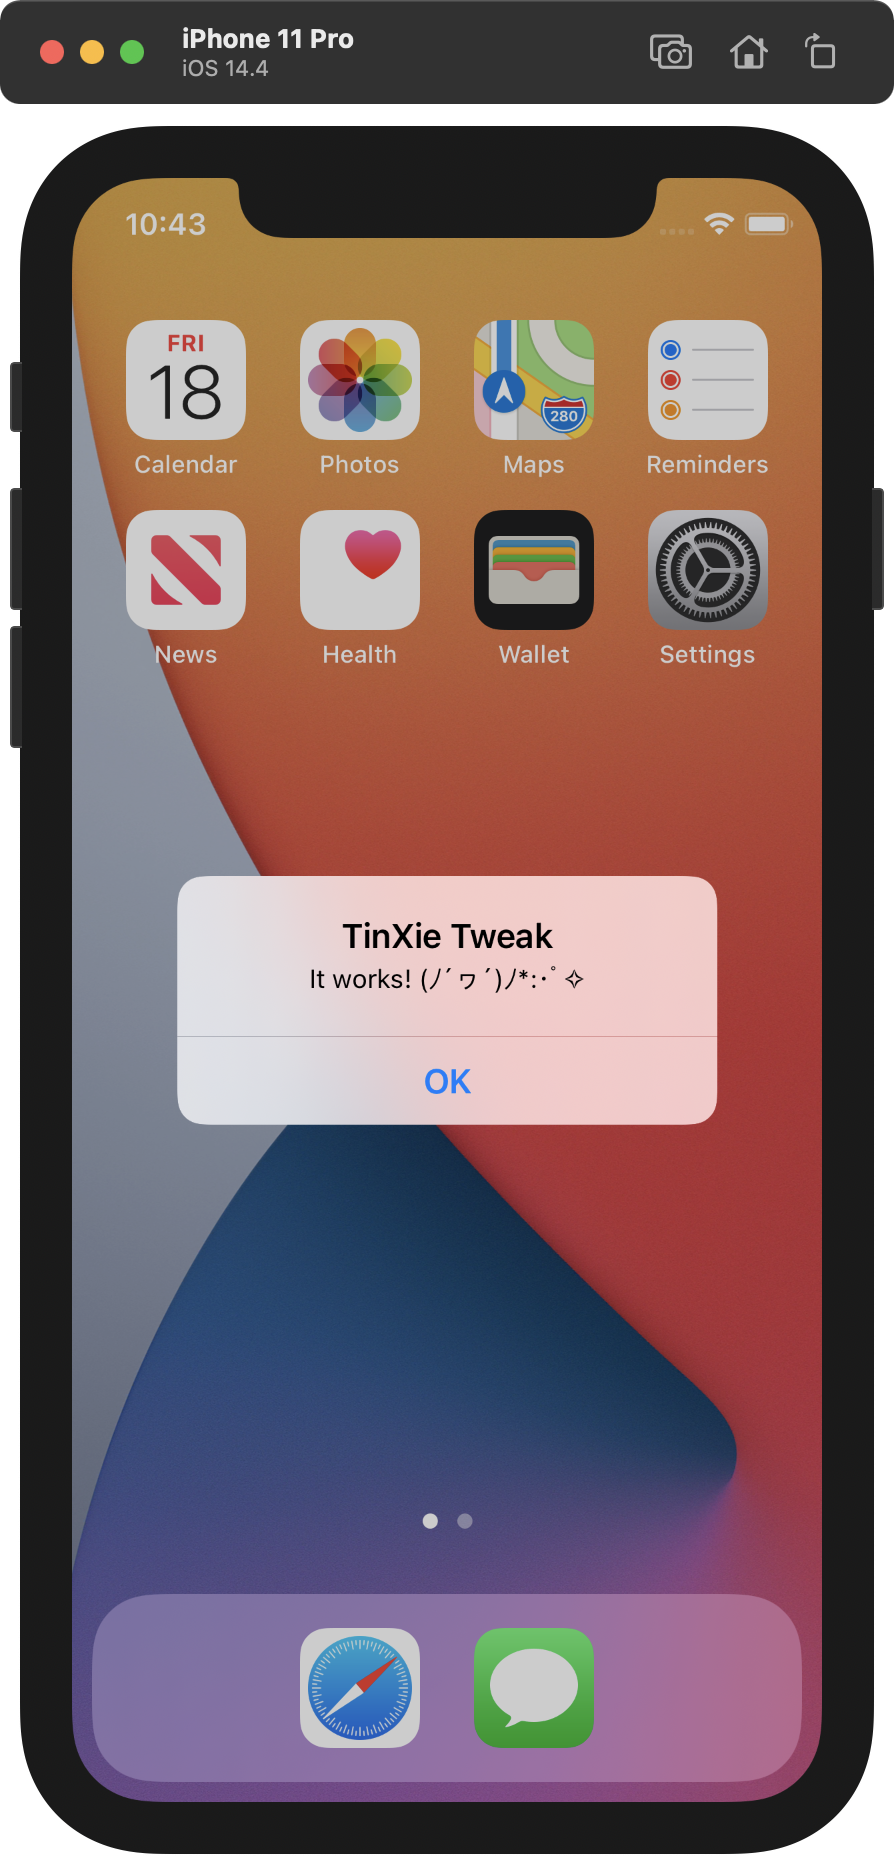 iPhone 11 Pro
iOS 14.4
10:43
FRI
18
280
Calendar
Photos
Maps
Reminders
News
Health
Wallet
Settings
TinXie Tweak
It works! (ﾉ´ヮ´)ﾉ*:･ﾟ✧
OK